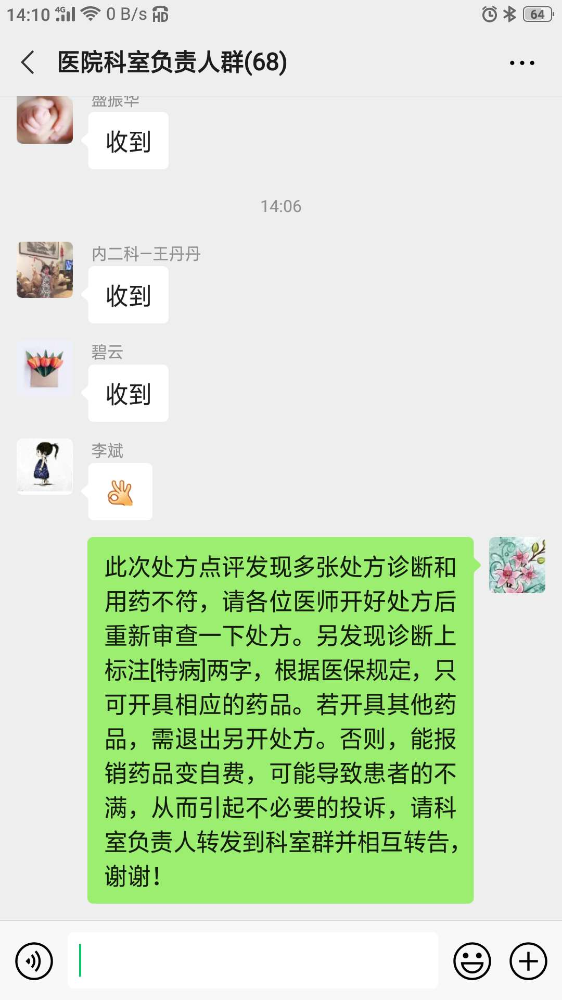 14:10 4G 0 B/s HD 64
医院科室负责人群(68)
盛振华
收到
14:06
内二科—王丹丹
收到
碧云
收到
李斌
此次处方点评发现多张处方诊断和
用药不符，请各位医师开好处方后
重新审查一下处方。另发现诊断上
标注[特病]两字，根据医保规定，只
可开具相应的药品。若开具其他药
品，需退出另开处方。否则，能报
销药品变自费，可能导致患者的不
满，从而引起不必要的投诉，请科
室负责人转发到科室群并相互转告，
谢谢！